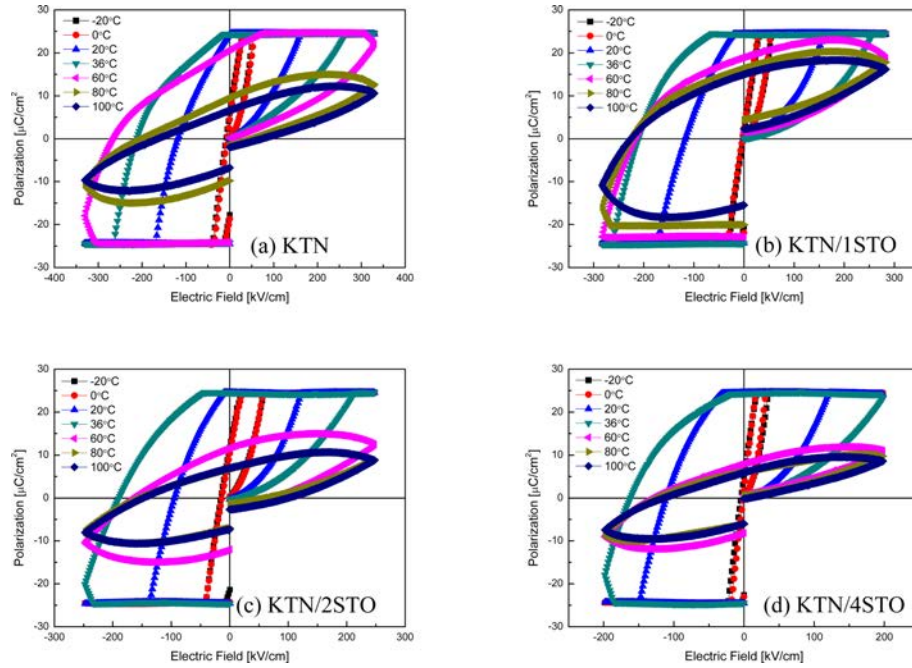 30
20
10
0
-10
-20
-30
Polarization [μC/cm²]
-20°C
0°C
20°C
36°C
60°C
80°C
100°C
(a) KTN
-400 -300 -200 -100 0 100 200 300 400
Electric Field [kV/cm]
30
20
10
0
-10
-20
-30
Polarization [μC/cm²]
-20°C
0°C
20°C
36°C
60°C
80°C
100°C
(b) KTN/1STO
-300 -200 -100 0 100 200 300
Electric Field [kV/cm]
30
20
10
0
-10
-20
-30
Polarization [μC/cm²]
-20°C
0°C
20°C
36°C
60°C
80°C
100°C
(c) KTN/2STO
-300 -200 -100 0 100 200 300
Electric Field [kV/cm]
30
20
10
0
-10
-20
-30
Polarization [μC/cm²]
-20°C
0°C
20°C
36°C
60°C
80°C
100°C
(d) KTN/4STO
-200 -100 0 100 200
Electric Field [kV/cm]